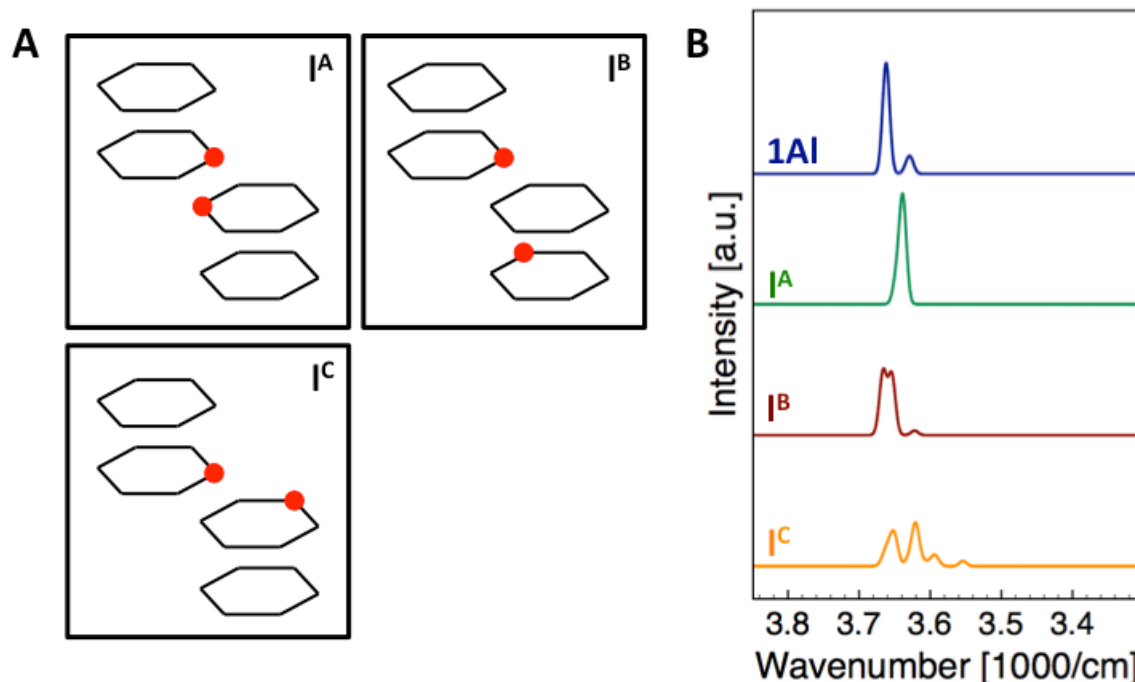 A
I^A
I^B
I^C
B
1Al
I^A
I^B
I^C
Intensity [a.u.]
3.8 3.7 3.6 3.5 3.4
Wavenumber [1000/cm]